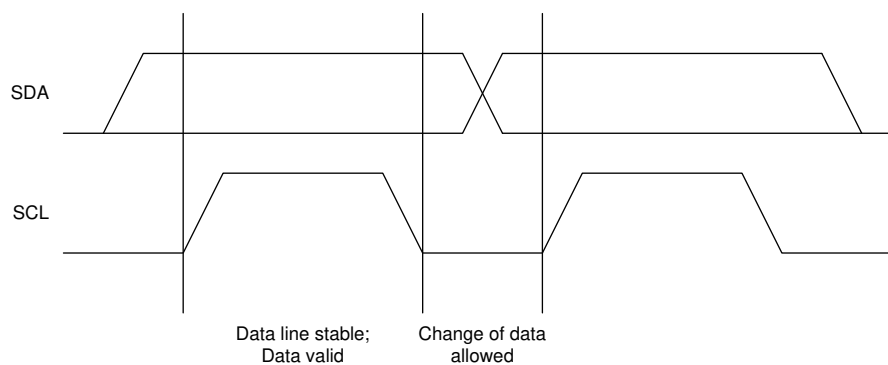 SDA
SCL
Data line stable;
Data valid
Change of data
allowed